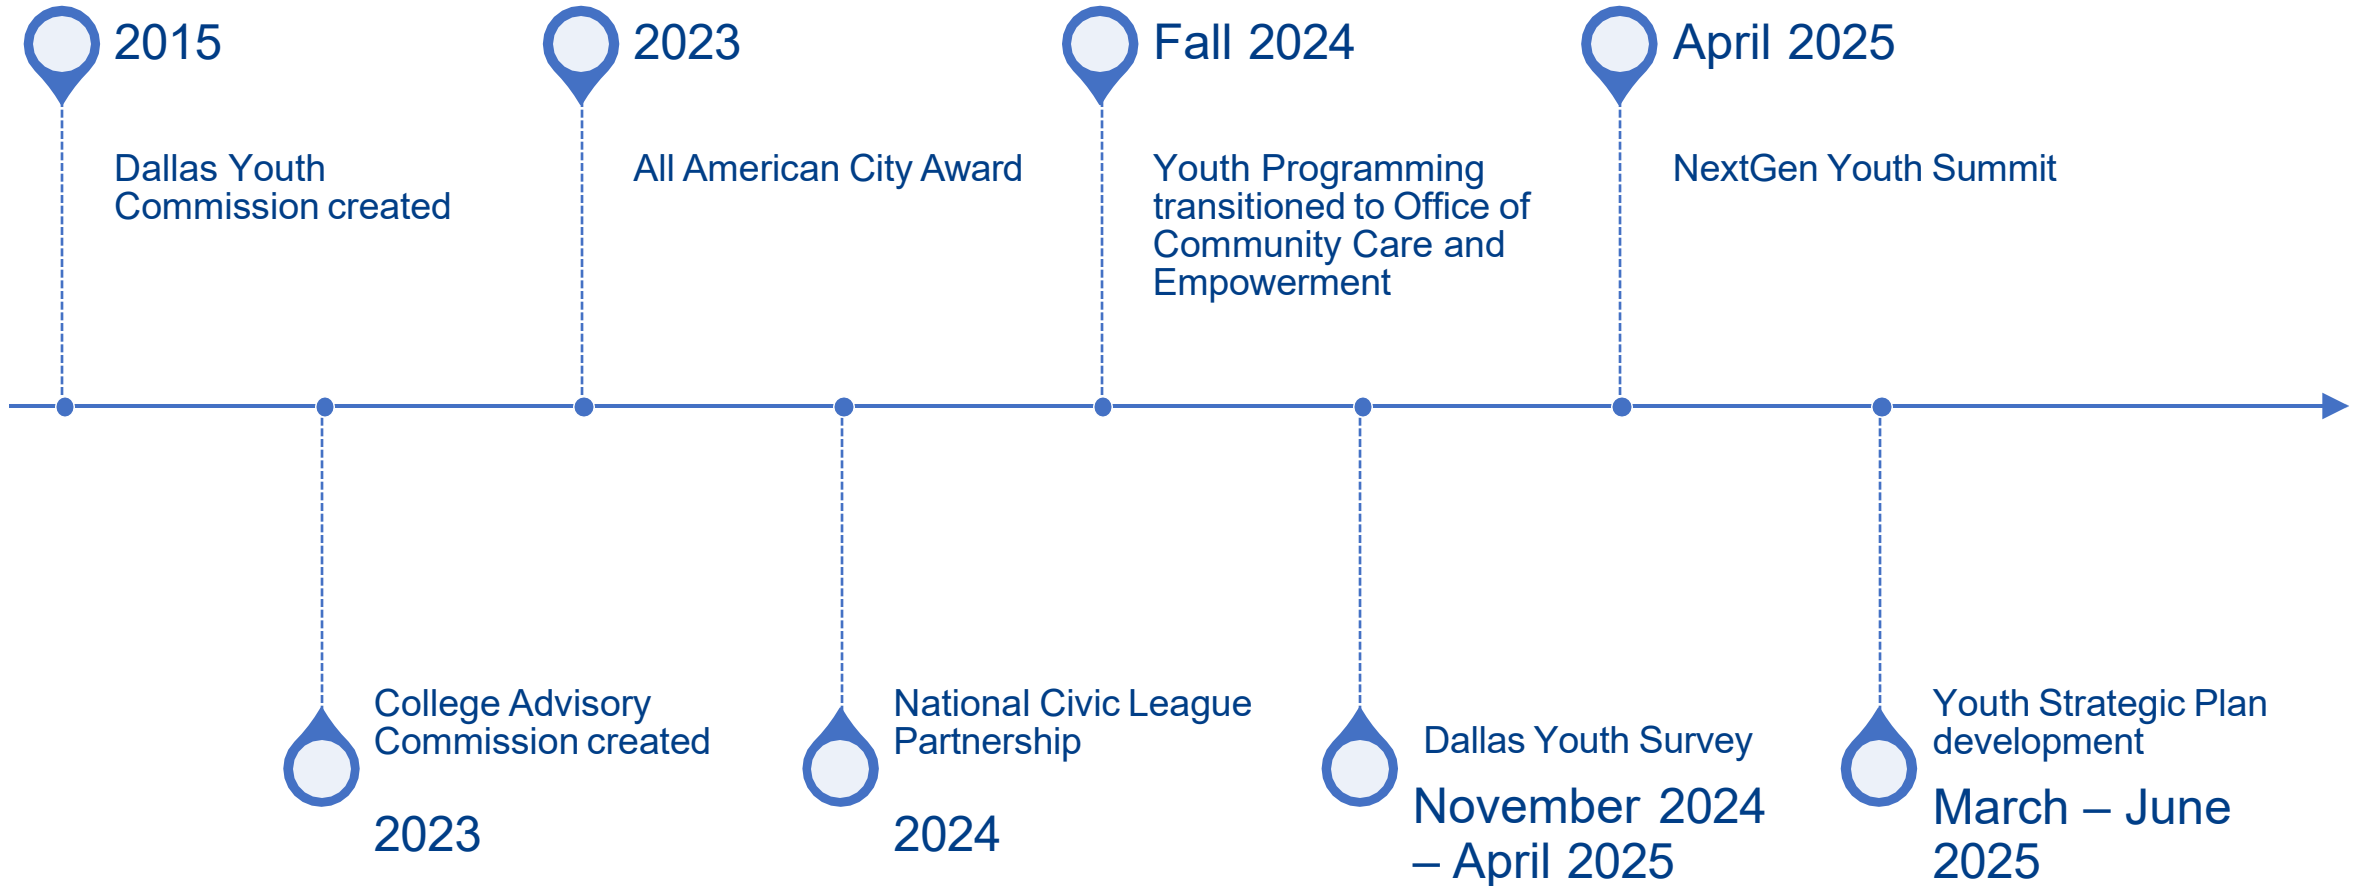 2015
Dallas Youth
Commission created
2023
All American City Award
Fall 2024
Youth Programming
transitioned to Office of
Community Care and
Empowerment
April 2025
NextGen Youth Summit
College Advisory
Commission created
2023
National Civic League
Partnership
2024
Dallas Youth Survey
November 2024
– April 2025
Youth Strategic Plan
development
March – June
2025